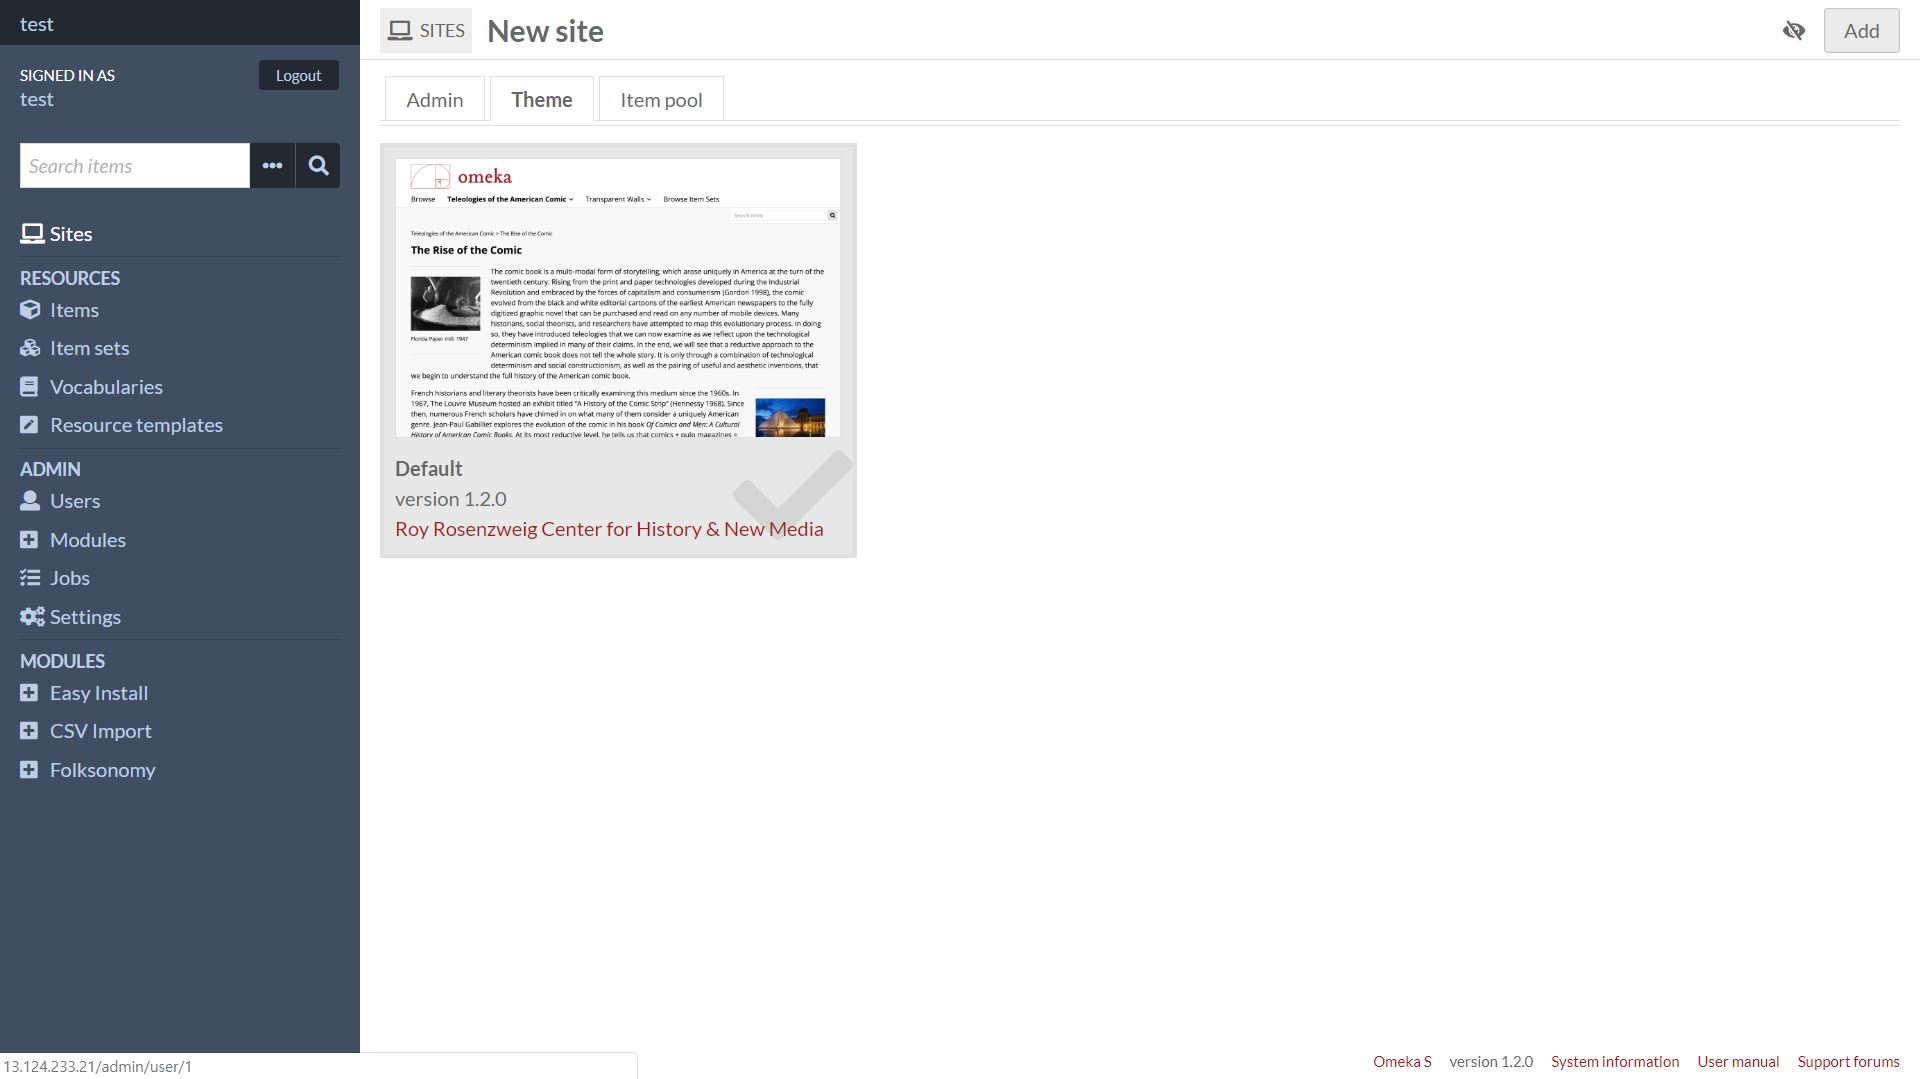 test
SIGNED IN AS
Logout
test
Search items
Sites
RESOURCES
Items
Item sets
Vocabularies
Resource templates
ADMIN
Users
Modules
Jobs
Settings
MODULES
Easy Install
CSV Import
Folksonomy
13.124.233.21/admin/user/1
SITES New site
Add
Admin Theme Item pool
omeka
Browse Teleologies of the American Comic Transparent Walls Browse Item Sets
Search items
Teleologies of the American Comic > The Rise of the Comic
The Rise of the Comic
The comic book is a multi-modal form of storytelling, which arose uniquely in America at the turn of the
twentieth century. Rising from the print and paper technologies developed during the Industrial
Revolution and embraced by the forces of capitalism and consumerism (Gordon 1998), the comic
evolved from the black and white editorial cartoons of the earliest American newspapers to the fully
digitized graphic novel that can be purchased and read on any number of mobile devices. Many
historians, social theorists, and researchers have attempted to map this evolutionary process. In doing
so, they have introduced teleologies that we can now examine as we reflect upon the technological
determinism implied in many of their claims. In the end, we will see that a reductive approach to the
American comic book does not tell the whole story. It is only through a combination of technological
determinism and social constructionism, as well as the pairing of useful and aesthetic inventions, that
we begin to understand the full history of the American comic book.
Florida Paper mill, 1947
French historians and literary theorists have been critically examining this medium since the 1960s. In
1967, The Louvre Museum hosted an exhibit titled "A History of the Comic Strip" (Hennessy 1968). Since
then, numerous French scholars have chimed in on what many of them consider a uniquely American
genre. Jean-Paul Gabilliet explores the evolution of the comic in his book Of Comics and Men: A Cultural
History of American Comic Books. At its most reductive level, he tells us that comics + pulp magazines =
Default
version 1.2.0
Roy Rosenzweig Center for History & New Media
Omeka S version 1.2.0 System information User manual Support forums